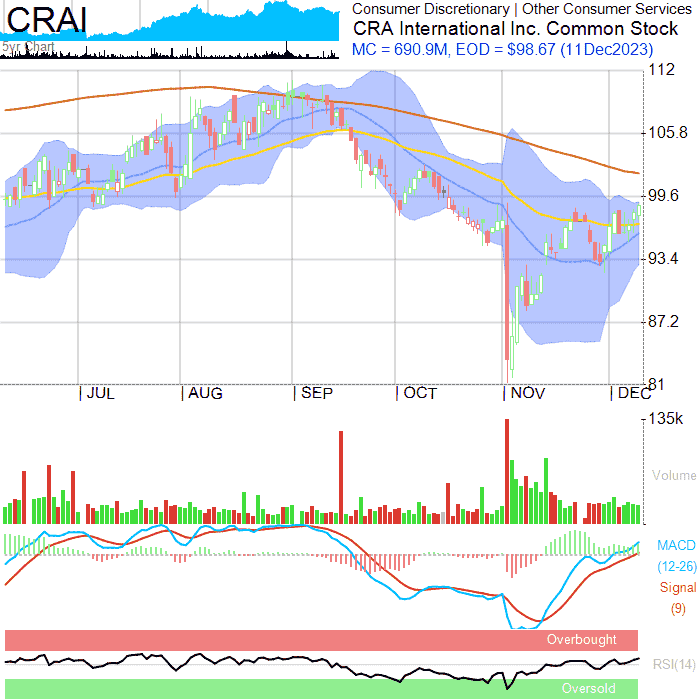 CRAI
5yr Chart
Consumer Discretionary | Other Consumer Services
CRA International Inc. Common Stock
MC = 690.9M, EOD = $98.67 (11Dec2023)
112
105.8
99.6
93.4
87.2
81
JUL
AUG
SEP
OCT
NOV
DEC
135k
Volume
MACD
(12-26)
Signal
(9)
Overbought
RSI(14)
Oversold